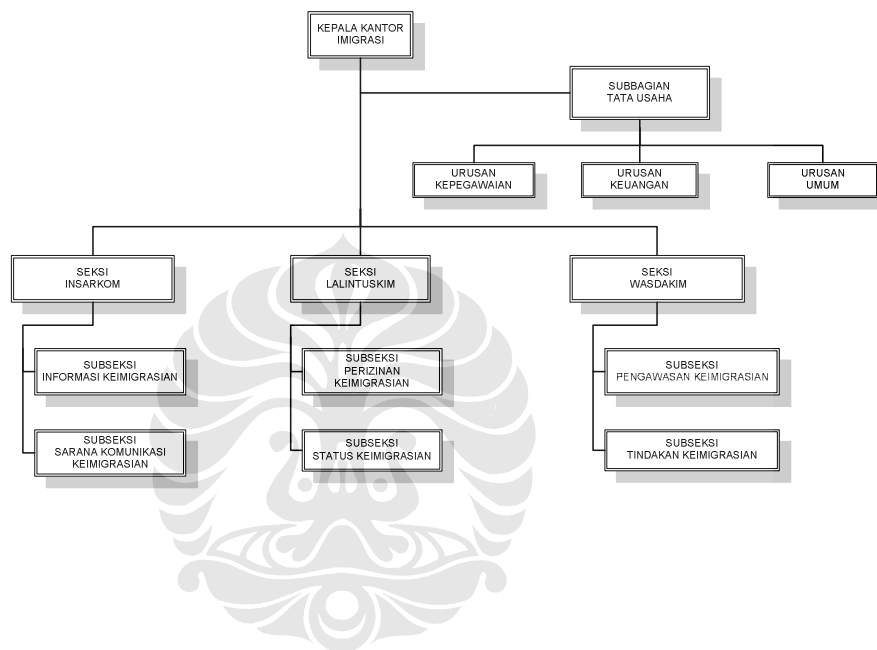 KEPALA KANTOR
IMIGRASI
SUBBAGIAN
TATA USAHA
URUSAN
KEPEGAWAIAN
URUSAN
KEUANGAN
URUSAN
UMUM
SEKSI
INSARKOM
SEKSI
LALINTUSKIM
SEKSI
WASDAKIM
SUBSEKSI
INFORMASI KEIMIGRASIAN
SUBSEKSI
PERIZINAN
KEIMIGRASIAN
SUBSEKSI
PENGAWASAN KEIMIGRASIAN
SUBSEKSI
SARANA KOMUNIKASI
KEIMIGRASIAN
SUBSEKSI
STATUS KEIMIGRASIAN
SUBSEKSI
TINDAKAN KEIMIGRASIAN